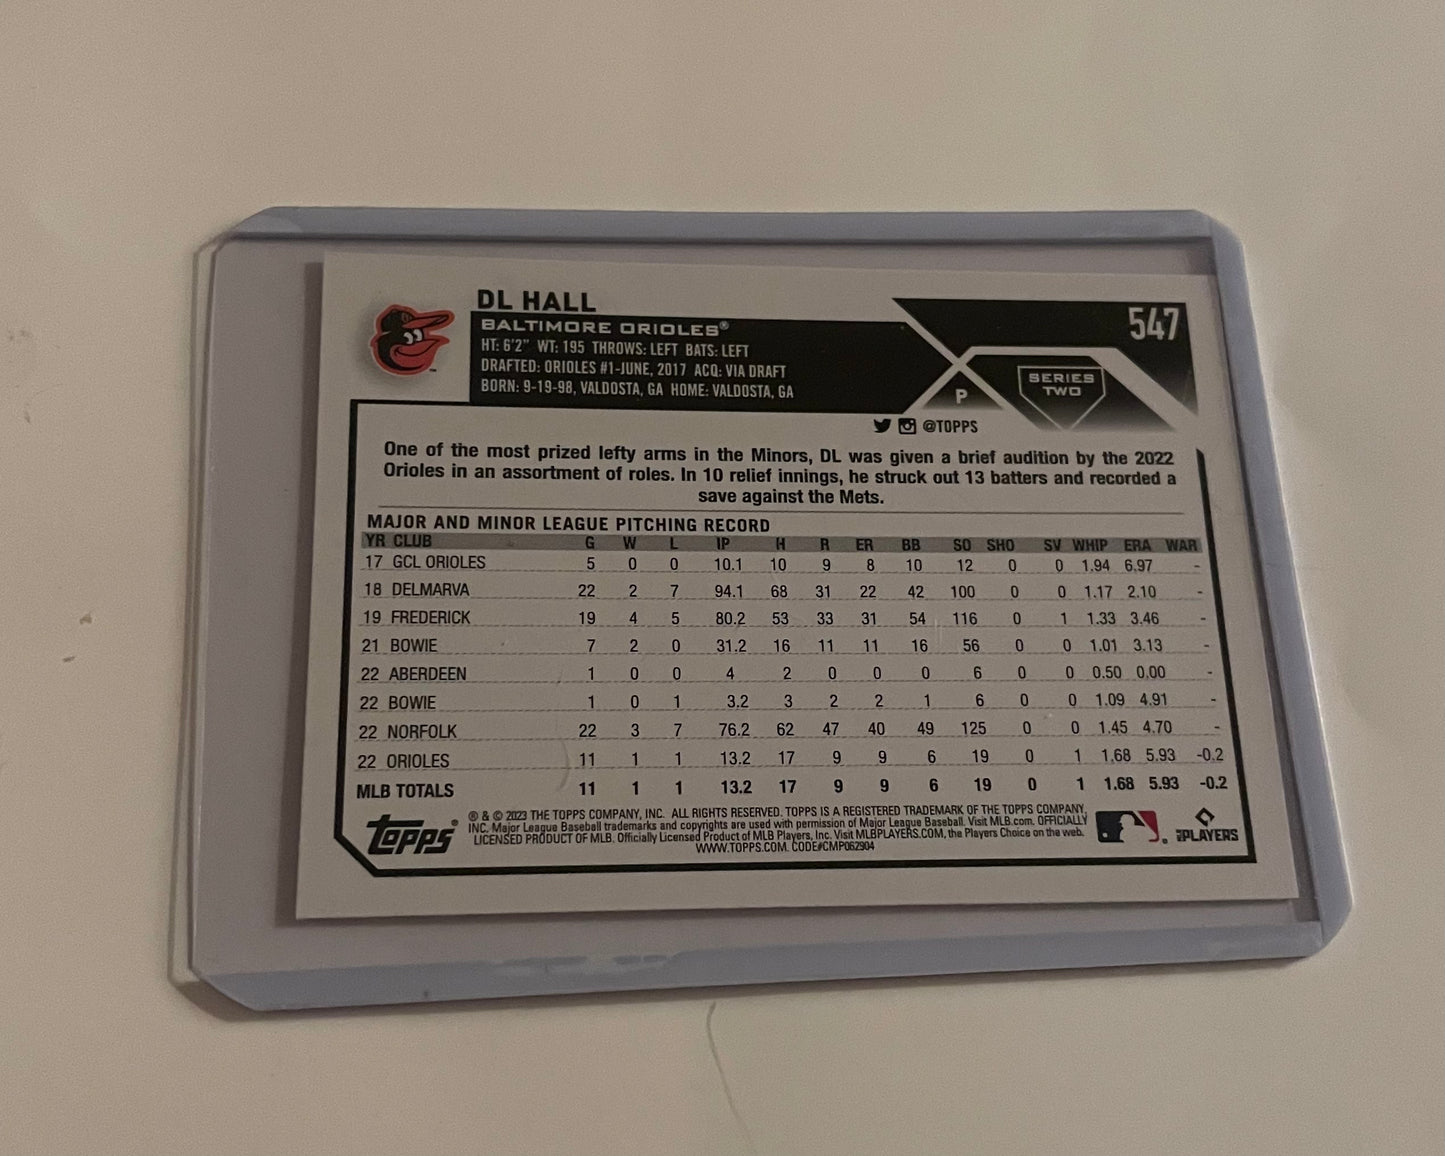 DL HALL
BALTIMORE ORIOLES®
HT: 6'2" WT: 195 THROWS: LEFT BATS: LEFT
DRAFTED: ORIOLES #1-JUNE, 2017 ACQ: VIA DRAFT
BORN: 9-19-98, VALDOSTA, GA HOME: VALDOSTA, GA
547
P
SERIES
TWO
@TOPPS
One of the most prized lefty arms in the Minors, DL was given a brief audition by the 2022
Orioles in an assortment of roles. In 10 relief innings, he struck out 13 batters and recorded a
save against the Mets.
MAJOR AND MINOR LEAGUE PITCHING RECORD
YR CLUB G W L IP H R ER BB SO SHO SV WHIP ERA WAR
17 GCL ORIOLES 5 0 0 10.1 10 9 8 10 12 0 0 1.94 6.97 -
18 DELMARVA 22 2 7 94.1 68 31 22 42 100 0 0 1.17 2.10 -
19 FREDERICK 19 4 5 80.2 53 33 31 54 116 0 1 1.33 3.46 -
21 BOWIE 7 2 0 31.2 16 11 11 16 56 0 0 1.01 3.13 -
22 ABERDEEN 1 0 0 4 2 0 0 0 6 0 0 0.50 0.00 -
22 BOWIE 1 0 1 3.2 3 2 2 1 6 0 0 1.09 4.91 -
22 NORFOLK 22 3 7 76.2 62 47 40 49 125 0 0 1.45 4.70 -
22 ORIOLES 11 1 1 13.2 17 9 9 6 19 0 1 1.68 5.93 -0.2
MLB TOTALS 11 1 1 13.2 17 9 9 6 19 0 1 1.68 5.93 -0.2
topps®
® & © 2023 THE TOPPS COMPANY, INC. ALL RIGHTS RESERVED. TOPPS IS A REGISTERED TRADEMARK OF THE TOPPS COMPANY,
INC. Major League Baseball trademarks and copyrights are used with permission of Major League Baseball. Visit MLB.com. OFFICIALLY
LICENSED PRODUCT OF MLB. Officially Licensed Product of MLB Players, Inc. Visit MLBPLAYERS.COM, the Players Choice on the web.
WWW.TOPPS.COM. CODE#CMP062904
MLB PLAYERS